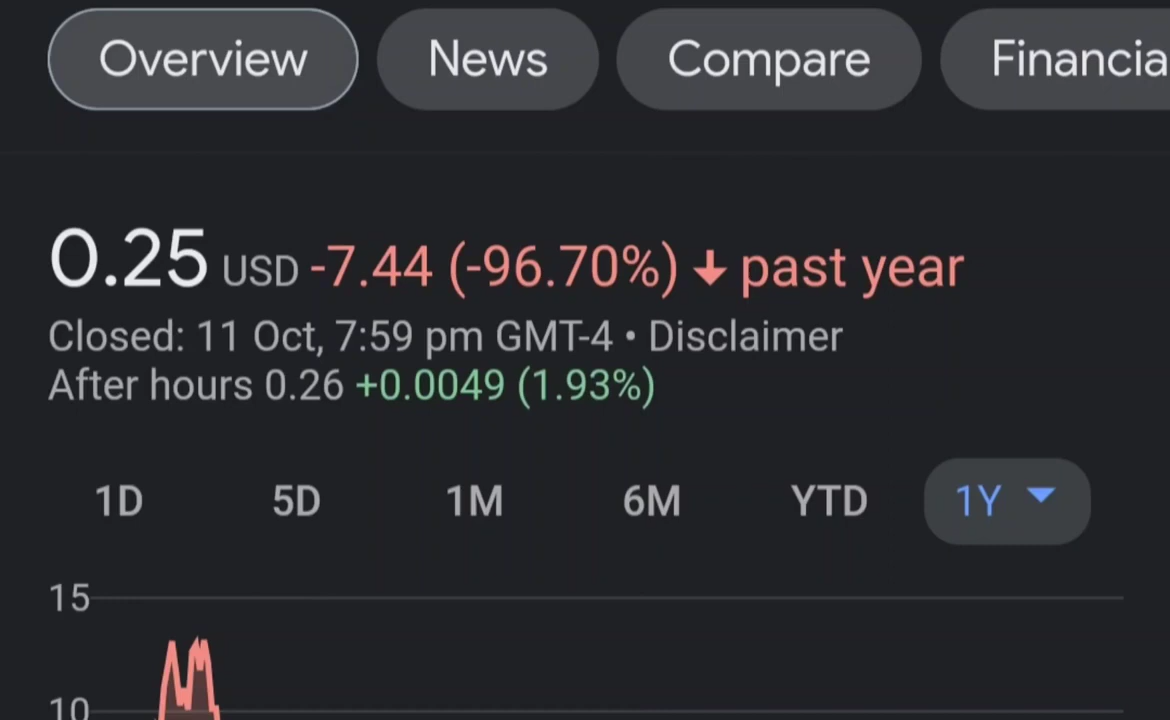 Overview News Compare Financia
0.25 USD -7.44 (-96.70%) ↓ past year
Closed: 11 Oct, 7:59 pm GMT-4 • Disclaimer
After hours 0.26 +0.0049 (1.93%)
1D 5D 1M 6M YTD 1Y
15
10